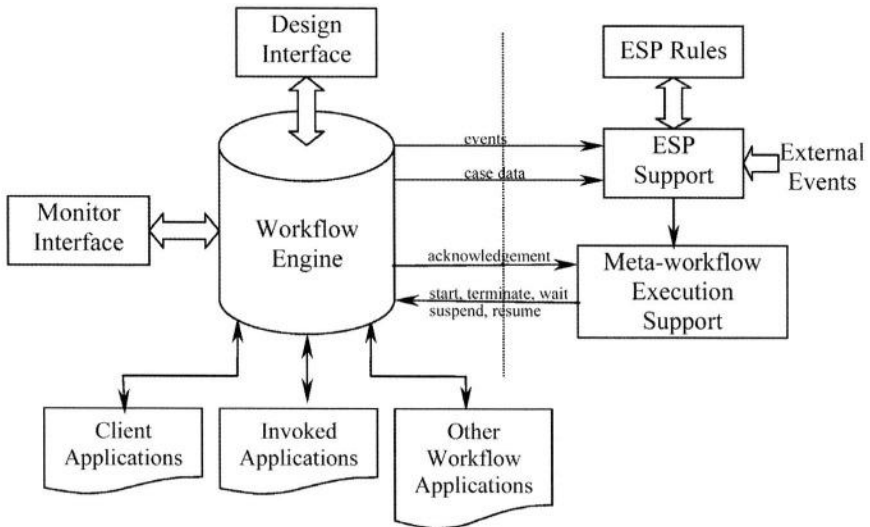 Design
Interface
ESP Rules
events
case data
ESP
Support
External
Events
Monitor
Interface
Workflow
Engine
acknowledgement
start, terminate, wait
suspend, resume
Meta-workflow
Execution
Support
Client
Applications
Invoked
Applications
Other
Workflow
Applications